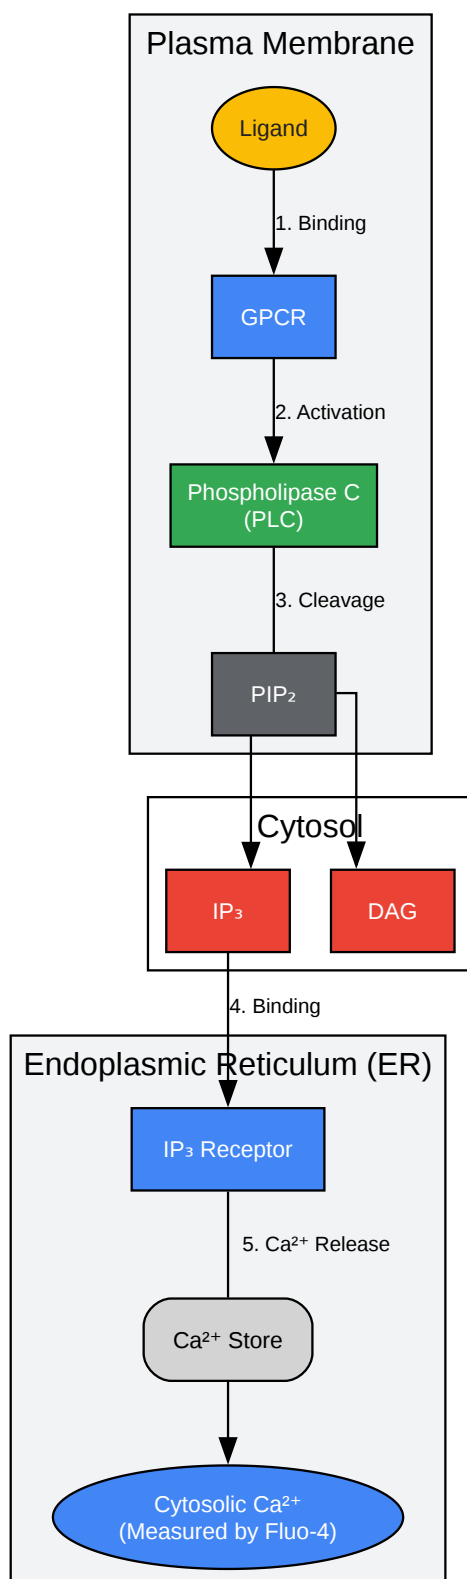 Plasma Membrane
Ligand
1. Binding
GPCR
2. Activation
Phospholipase C
(PLC)
3. Cleavage
PIP₂
Cytosol
IP₃
DAG
4. Binding
Endoplasmic Reticulum (ER)
IP₃ Receptor
5. Ca²⁺ Release
Ca²⁺ Store
Cytosolic Ca²⁺
(Measured by Fluo-4)